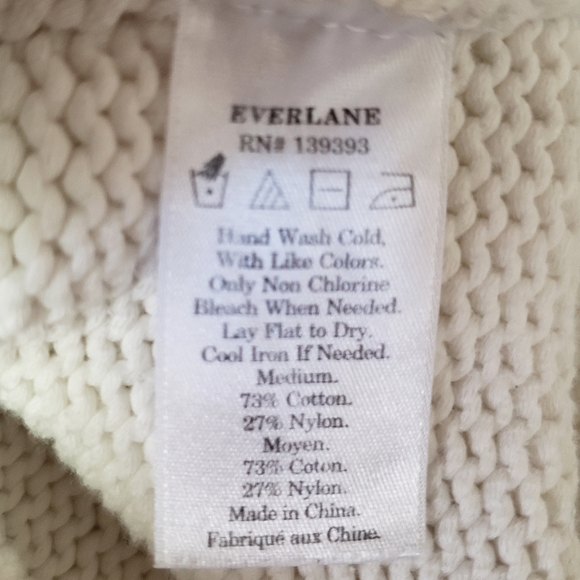 EVERLANE
RN# 139393
Hand Wash Cold,
With Like Colors.
Only Non Chlorine
Bleach When Needed.
Lay Flat to Dry.
Cool Iron If Needed.
Medium.
73% Cotton.
27% Nylon.
Moyen.
73% Coton.
27% Nylon.
Made in China.
Fabriqué aux Chine.